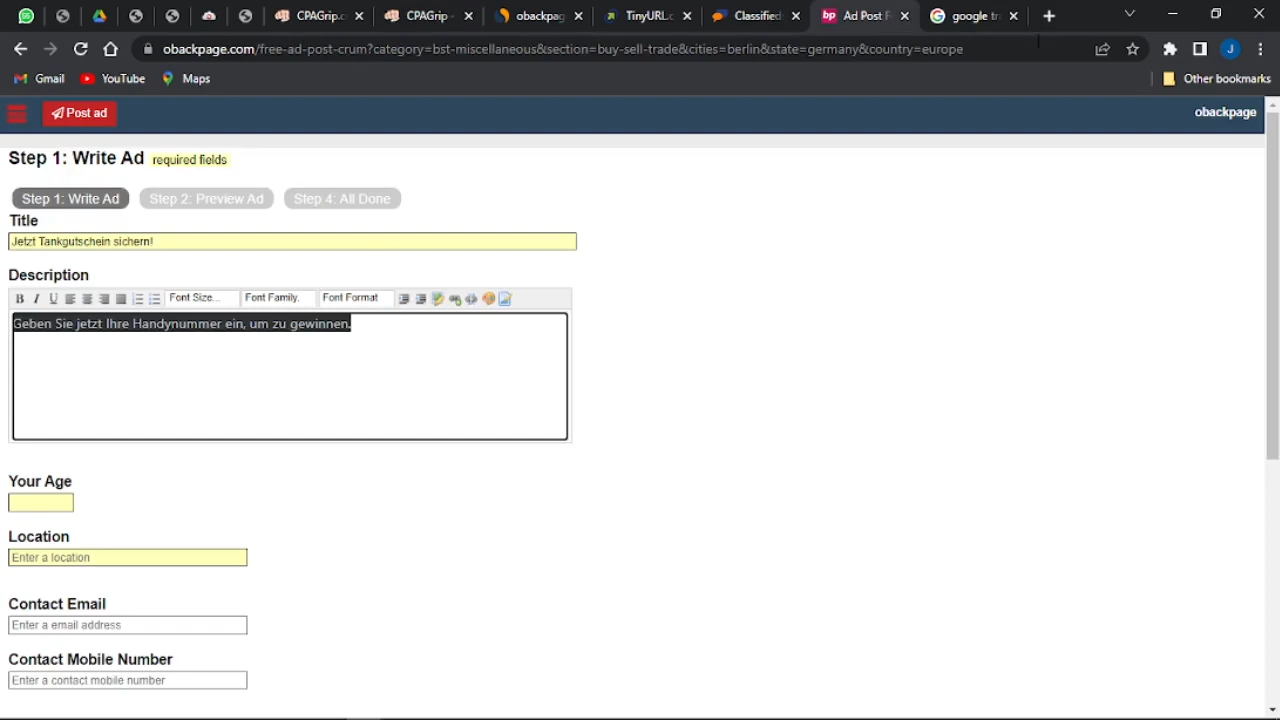 CPAGrip.c
CPAGrip -
obackpag
TinyURL.c
Classified
bp
Ad Post F
google tr
obackpage.com/free-ad-post-crum?category=bst-miscellaneous&section=buy-sell-trade&cities=berlin&state=germany&country=europe
J
Gmail
YouTube
Maps
Other bookmarks
Post ad
obackpage
Step 1: Write Ad required fields
Step 1: Write Ad
Step 2: Preview Ad
Step 4: All Done
Title
Jetzt Tankgutschein sichern!
Description
B I U
Font Size...
Font Family.
Font Format
Geben Sie jetzt Ihre Handynummer ein, um zu gewinnen.
Your Age
Location
Enter a location
Contact Email
Enter a email address
Contact Mobile Number
Enter a contact mobile number